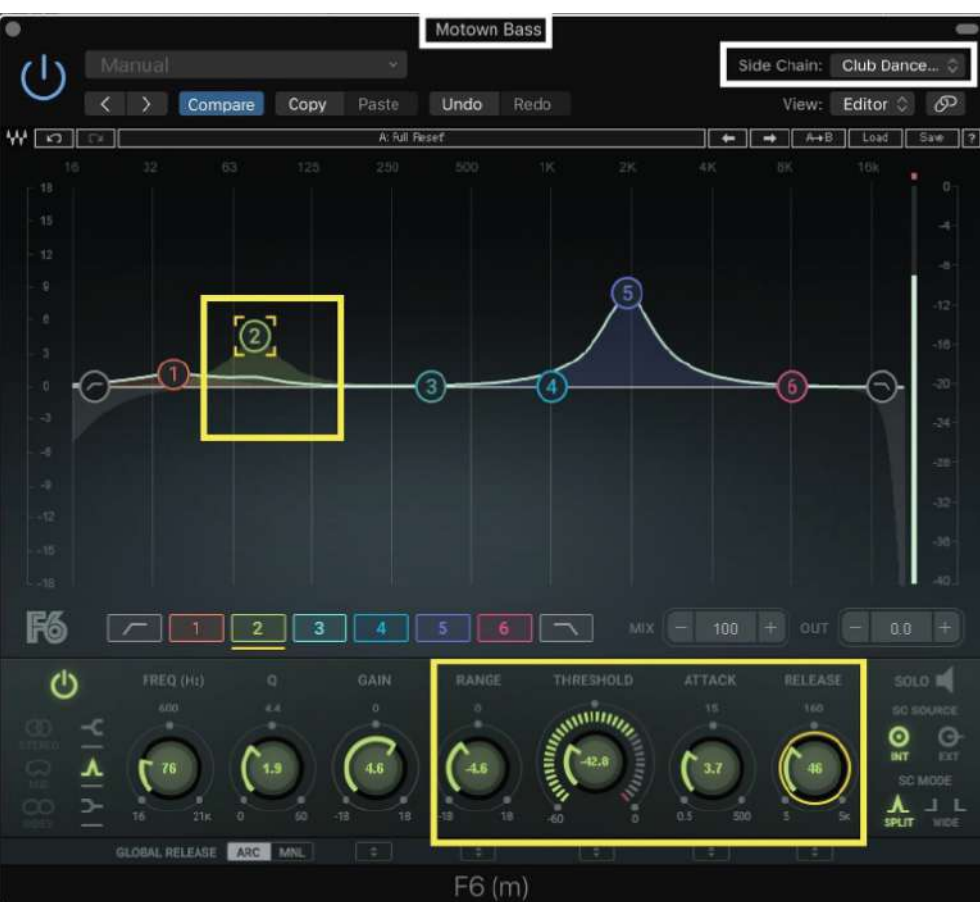 Motown Bass
Manual
Side Chain: Club Dance...
< > Compare Copy Paste Undo Redo View: Editor
A: Full Reset A→B Load Save ?
16 32 63 125 250 500 1K 2K 4K 8K 16k
18 0
15 -4
12 -8
9 -12
6 -16
3
0 -20
-3 -24
-6 -28
-9 -32
-12
-15 -36
-18 -40
2
5
1
3 4 6
F6 1 2 3 4 5 6 MIX - 100 + OUT - 0.0 +
FREQ (Hz) Q GAIN RANGE THRESHOLD ATTACK RELEASE SOLO
600 4.4 0 0 15 160 SC SOURCE
STEREO
76 1.9 4.6 -4.6 -42.8 3.7 46
INT EXT
MID
SC MODE
SIDES
16 21K 0 60 -18 18 -18 18 -60 0 0.5 500 5 5K
SPLIT WIDE
GLOBAL RELEASE ARC MNL
F6 (m)